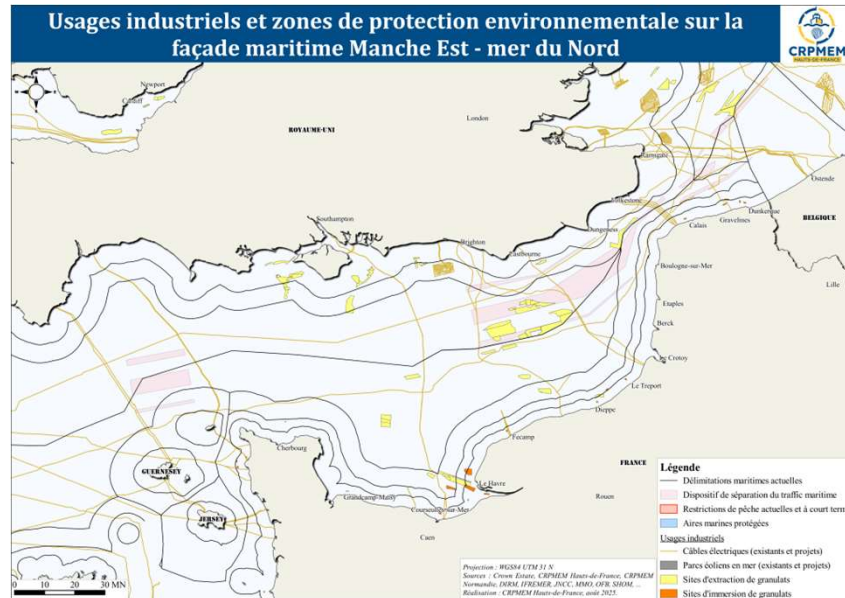 Usages industriels et zones de protection environnementale sur la
façade maritime Manche Est - mer du Nord
CRPMEM
HAUTS-DE-FRANCE
Newport
Cardiff
ROYAUME-UNI
London
Ramsgate
Ostende
Folkestone
Dunkerque
Southampton
Dungeness
Gravelines
Calais
BELGIQUE
Brighton
Eastbourne
Boulogne-sur-Mer
Lille
Etaples
Berck
Le Crotoy
Le Treport
Dieppe
Fecamp
Cherbourg
FRANCE
GUERNESEY
Le Havre
Rouen
Grandcamp-Maisy
JERSEY
Courseulles-sur-Mer
Caen
0 10 20 30 MN
Projection : WGS84 UTM 31 N
Sources : Crown Estate, CRPMEM Hauts-de-France, CRPMEM
Normandie, DIRM, IFREMER, JNCC, MMO, OFB, SHOM, ...
Réalisation : CRPMEM Hauts-de-France, août 2025.
Légende
Délimitations maritimes actuelles
Dispositif de séparation du traffic maritime
Restrictions de pêche actuelles et à court term
Aires marines protégées
Usages industriels
Câbles électriques (existants et projets)
Parcs éoliens en mer (existants et projets)
Sites d'extraction de granulats
Sites d'immersion de granulats